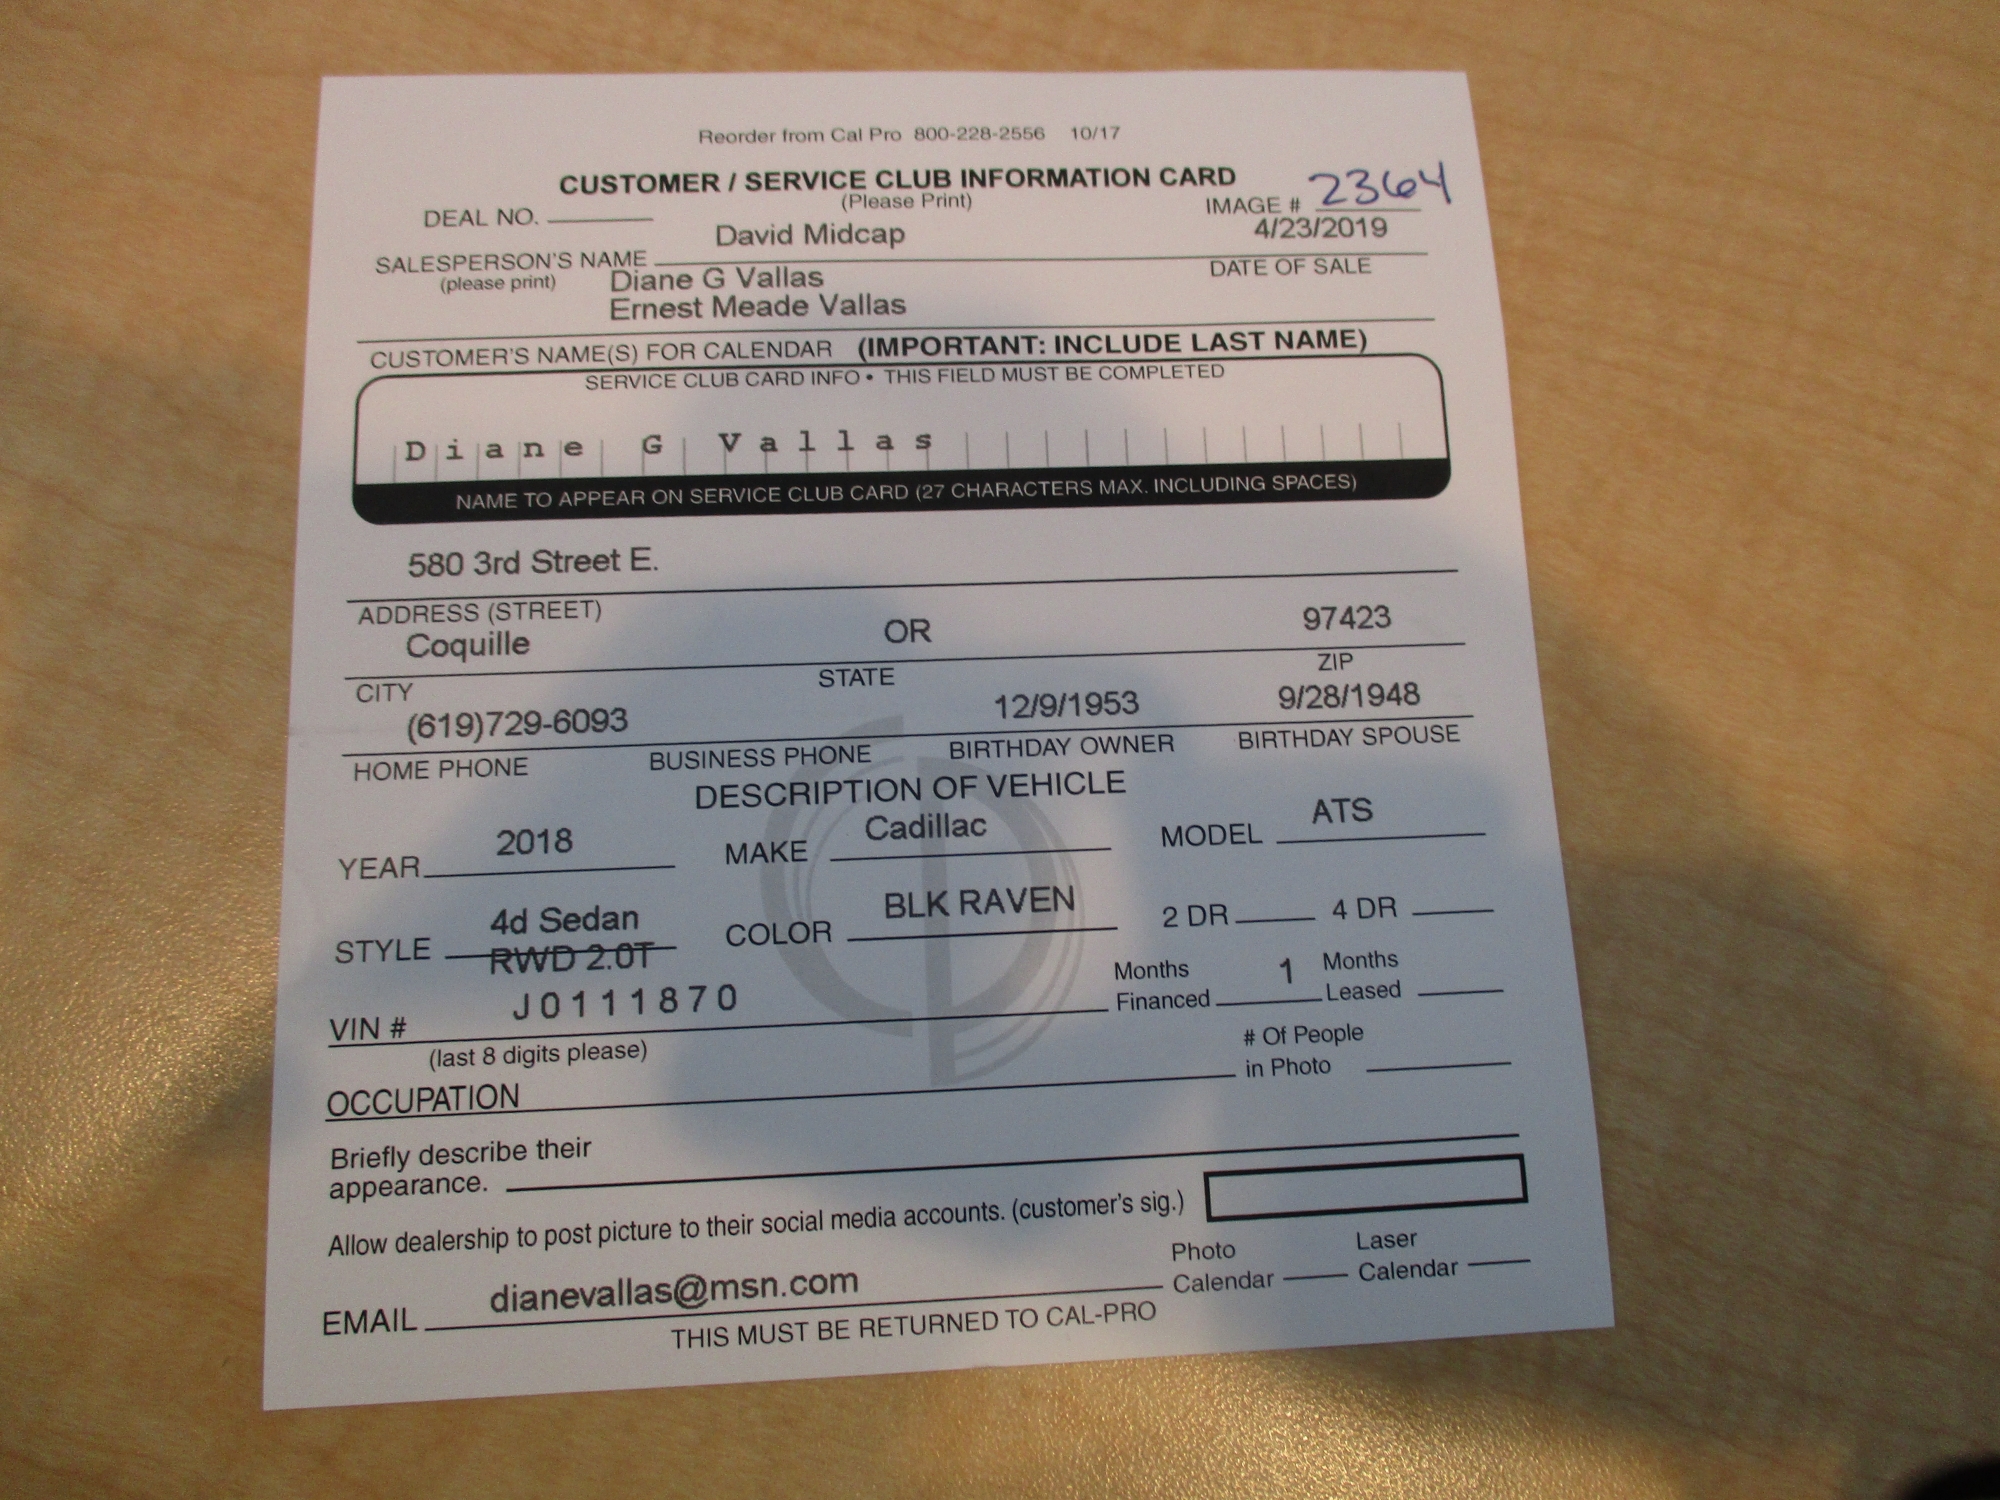 Reorder from Cal Pro 800-228-2556 10/17
CUSTOMER / SERVICE CLUB INFORMATION CARD
(Please Print)
DEAL NO.
IMAGE # 2364
David Midcap
4/23/2019
SALESPERSON'S NAME
(please print)
DATE OF SALE
Diane G Vallas
Ernest Meade Vallas
CUSTOMER'S NAME(S) FOR CALENDAR (IMPORTANT: INCLUDE LAST NAME)
SERVICE CLUB CARD INFO • THIS FIELD MUST BE COMPLETED
Diane G Vallas
NAME TO APPEAR ON SERVICE CLUB CARD (27 CHARACTERS MAX. INCLUDING SPACES)
580 3rd Street E.
ADDRESS (STREET)
Coquille OR 97423
CITY STATE ZIP
(619)729-6093 12/9/1953 9/28/1948
HOME PHONE BUSINESS PHONE BIRTHDAY OWNER BIRTHDAY SPOUSE
DESCRIPTION OF VEHICLE
YEAR 2018 MAKE Cadillac MODEL ATS
STYLE 4d Sedan COLOR BLK RAVEN 2 DR 4 DR
RWD 2.0T
VIN # J0111870 Months Financed 1 Months Leased
(last 8 digits please)
# Of People
in Photo
OCCUPATION
Briefly describe their
appearance.
Allow dealership to post picture to their social media accounts. (customer's sig.)
Photo Calendar Laser Calendar
EMAIL dianevallas@msn.com
THIS MUST BE RETURNED TO CAL-PRO